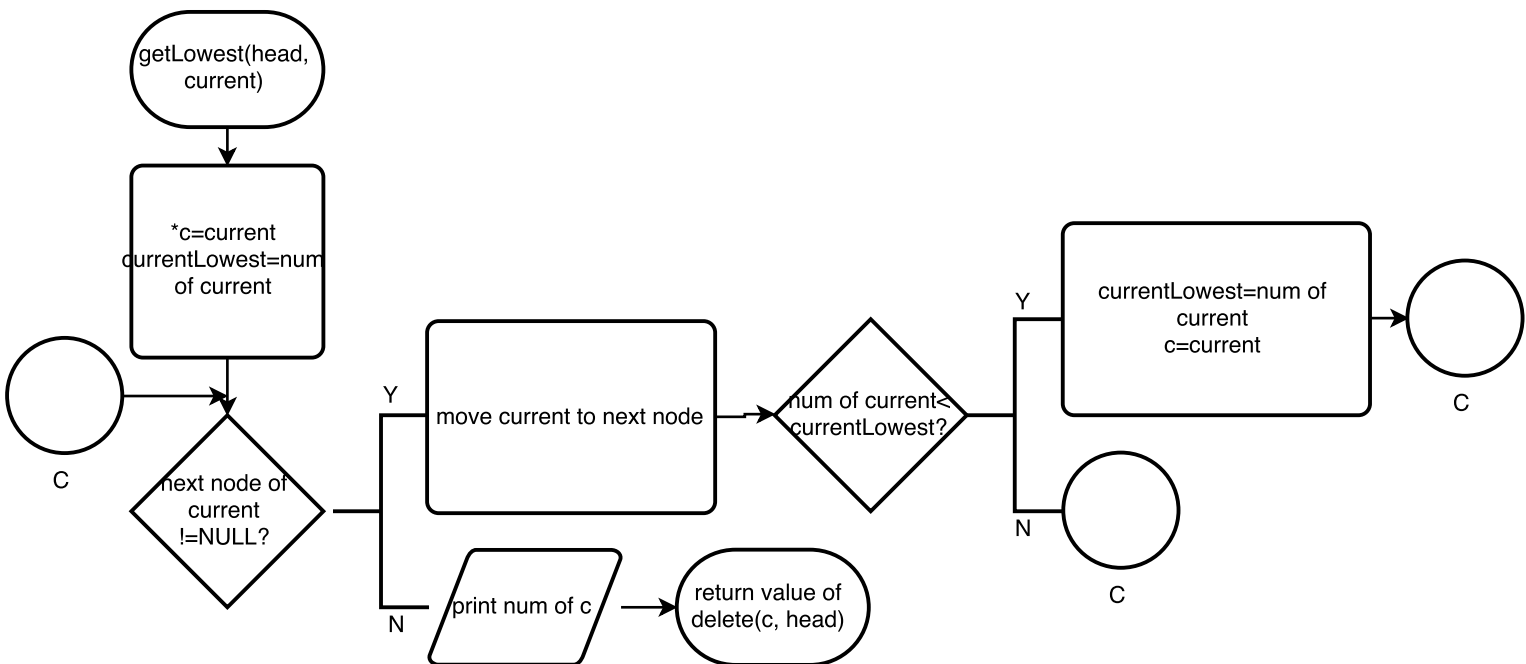 getLowest(head,
current)
*c=current
currentLowest=num
of current
C
next node of
current
!=NULL?
Y
move current to next node
N
print num of c
return value of
delete(c, head)
num of current<
currentLowest?
Y
currentLowest=num of
current
c=current
C
N
C